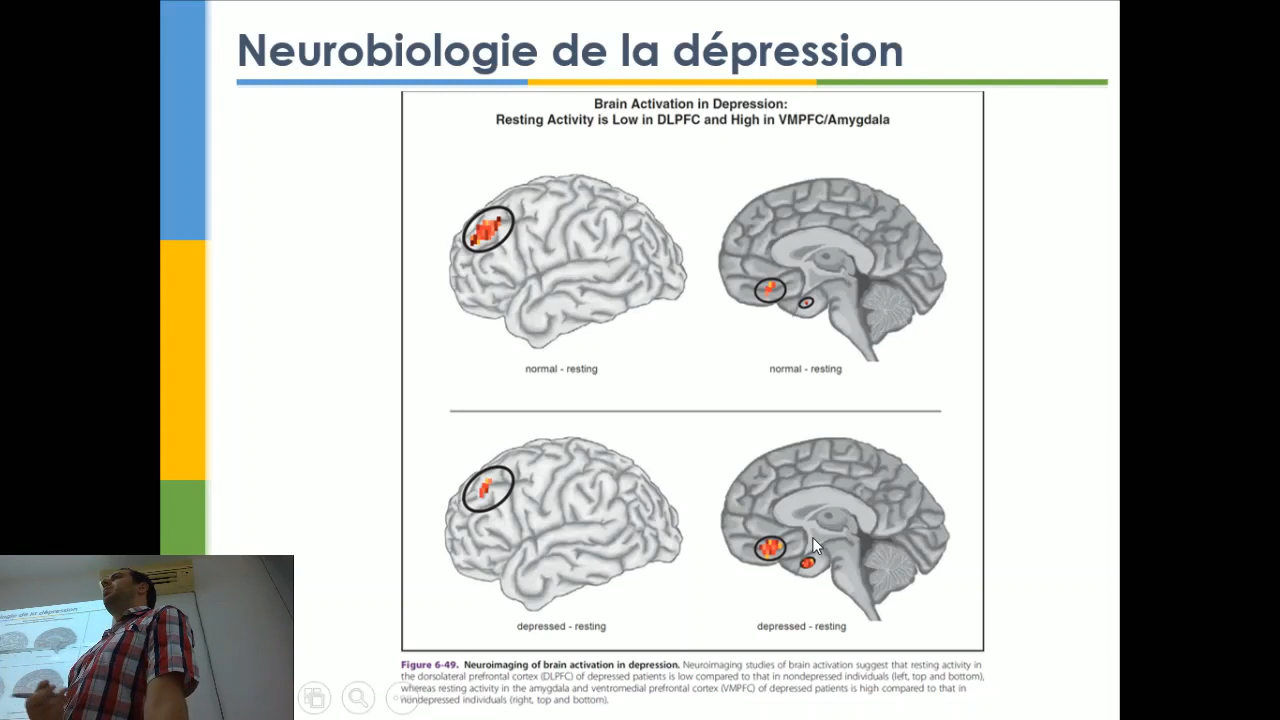 Neurobiologie de la dépression
Brain Activation in Depression:
Resting Activity is Low in DLPFC and High in VMPFC/Amygdala
normal - resting
normal - resting
depressed - resting
depressed - resting
Figure 6-49. Neuroimaging of brain activation in depression. Neuroimaging studies of brain activation suggest that resting activity in
the dorsolateral prefrontal cortex (DLPFC) of depressed patients is low compared to that in nondepressed individuals (left, top and bottom),
whereas resting activity in the amygdala and ventromedial prefrontal cortex (VMPFC) of depressed patients is high compared to that in
nondepressed individuals (right, top and bottom).